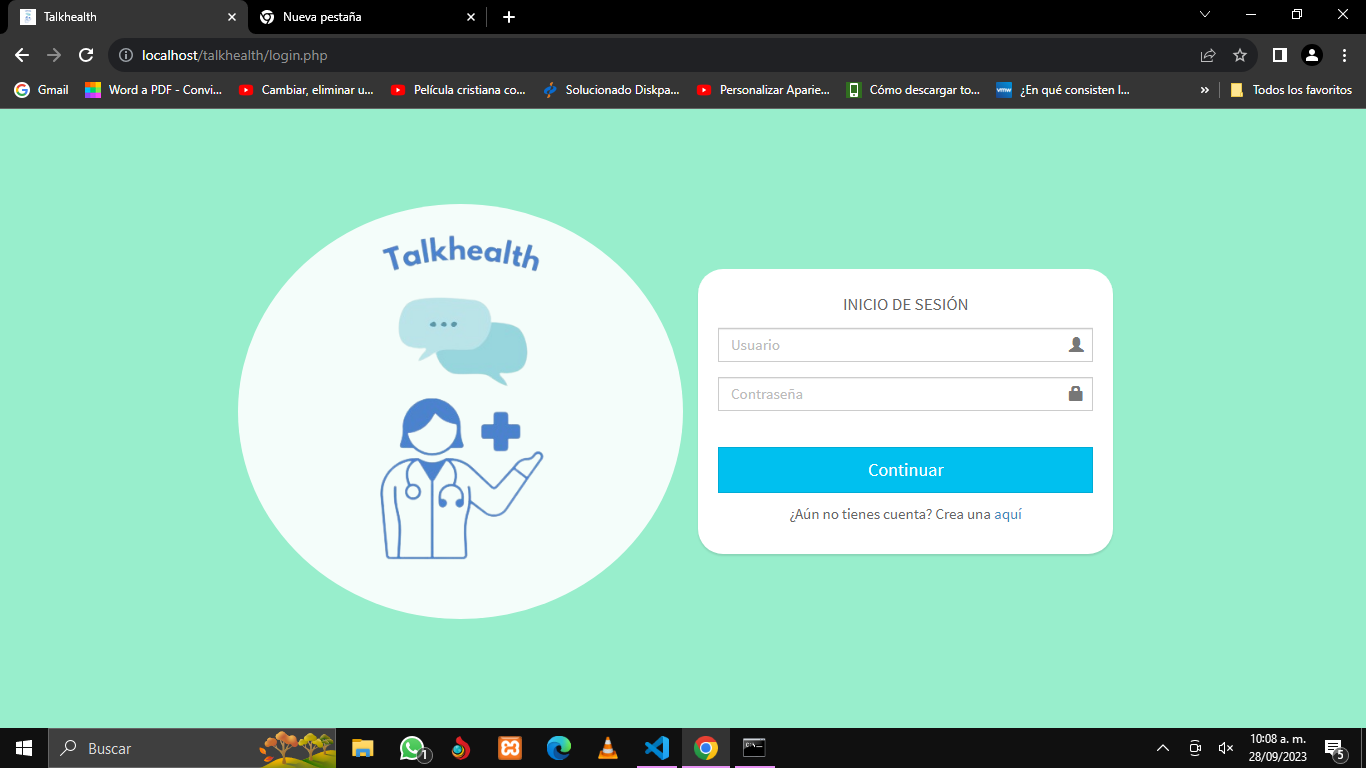 Talkhealth
Nueva pestaña
localhost/talkhealth/login.php
Gmail
Word a PDF - Convi...
Cambiar, eliminar u...
Película cristiana co...
Solucionado Diskpa...
Personalizar Aparie...
Cómo descargar to...
vmw
¿En qué consisten l...
»
Todos los favoritos
Talkhealth
INICIO DE SESIÓN
Usuario
Contraseña
Continuar
¿Aún no tienes cuenta? Crea una aquí
Buscar
1
10:08 a. m.
28/09/2023
5